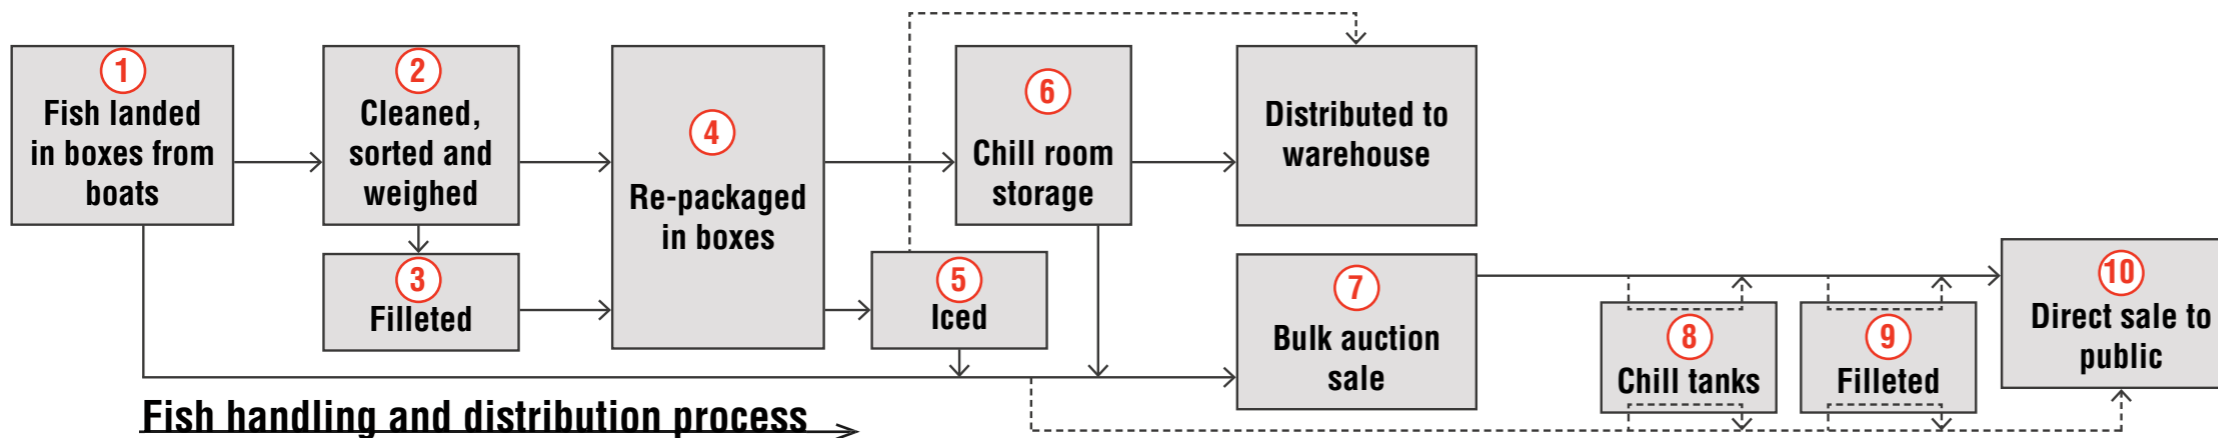 1
Fish landed
in boxes from
boats
2
Cleaned,
sorted and
weighed
3
Filleted
4
Re-packaged
in boxes
5
Iced
6
Chill room
storage
Distributed to
warehouse
7
Bulk auction
sale
8
Chill tanks
9
Filleted
10
Direct sale to
public
Fish handling and distribution process